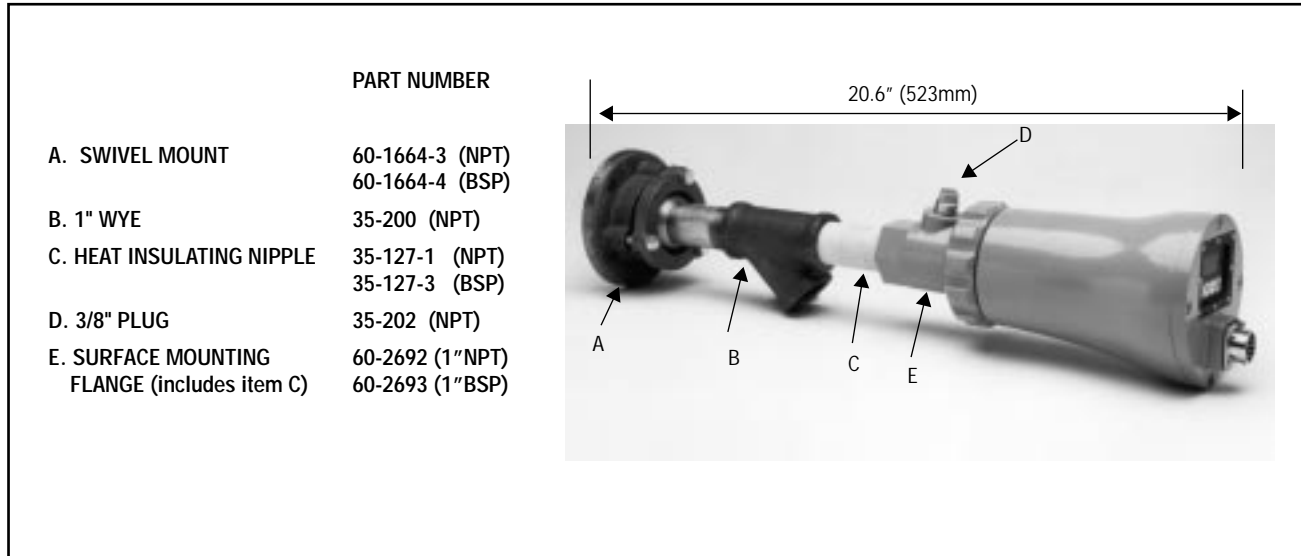 PART NUMBER
A. SWIVEL MOUNT 60-1664-3 (NPT)
60-1664-4 (BSP)
B. 1" WYE 35-200 (NPT)
C. HEAT INSULATING NIPPLE 35-127-1 (NPT)
35-127-3 (BSP)
D. 3/8" PLUG 35-202 (NPT)
E. SURFACE MOUNTING 60-2692 (1"NPT)
FLANGE (includes item C) 60-2693 (1"BSP)
20.6" (523mm)
D
A
B
C
E